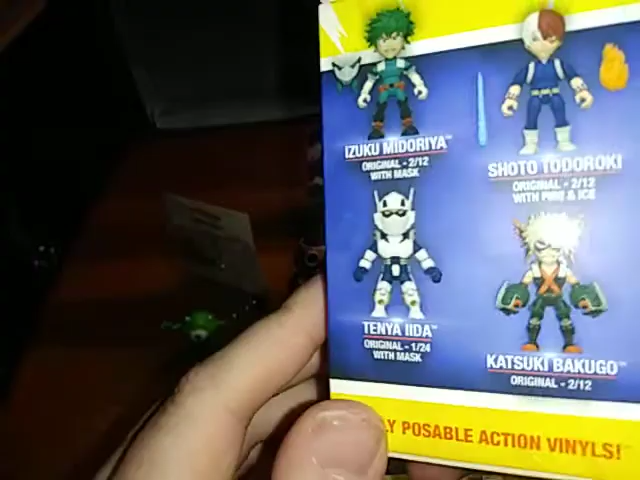 IZUKU MIDORIYA™
ORIGINAL - 2/12
WITH MASK
SHOTO TODOROKI
ORIGINAL - 2/12
WITH FIRE & ICE
TENYA IIDA™
ORIGINAL - 1/24
WITH MASK
KATSUKI BAKUGO™
ORIGINAL - 2/12
POSABLE ACTION VINYLS!